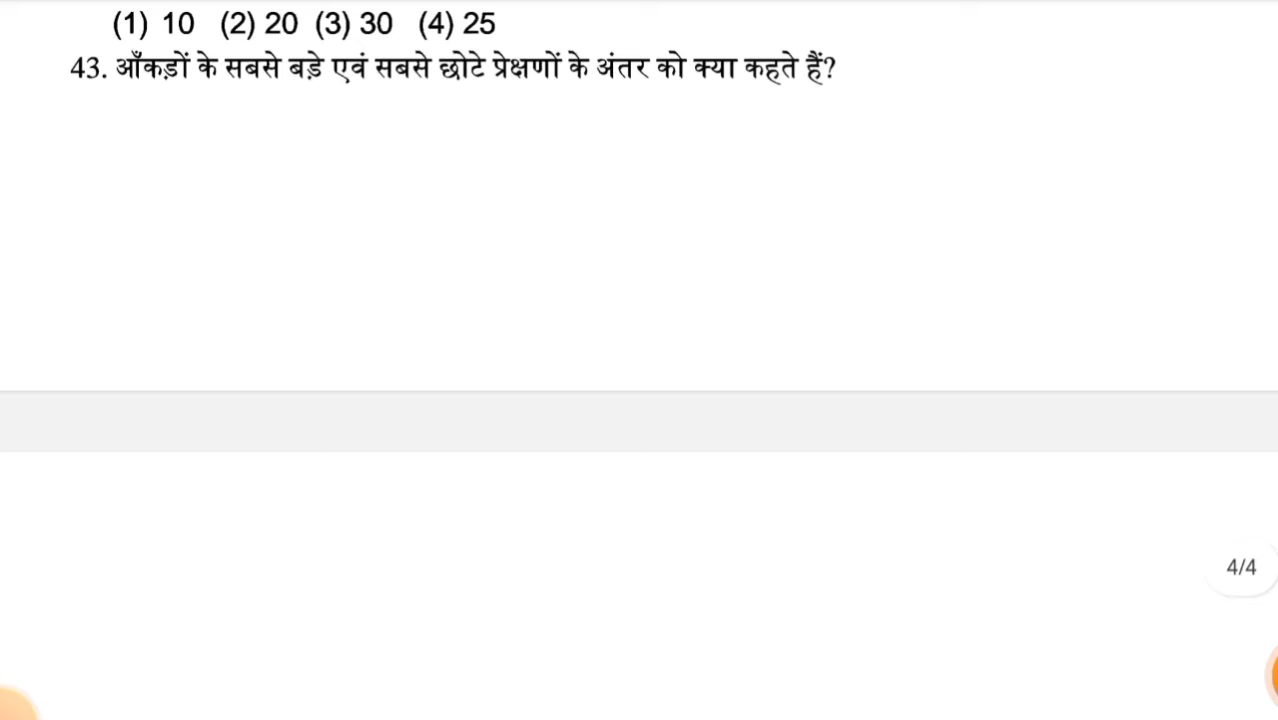 (1) 10 (2) 20 (3) 30 (4) 25
43. आँकड़ों के सबसे बड़े एवं सबसे छोटे प्रेक्षणों के अंतर को क्या कहते हैं?
4/4